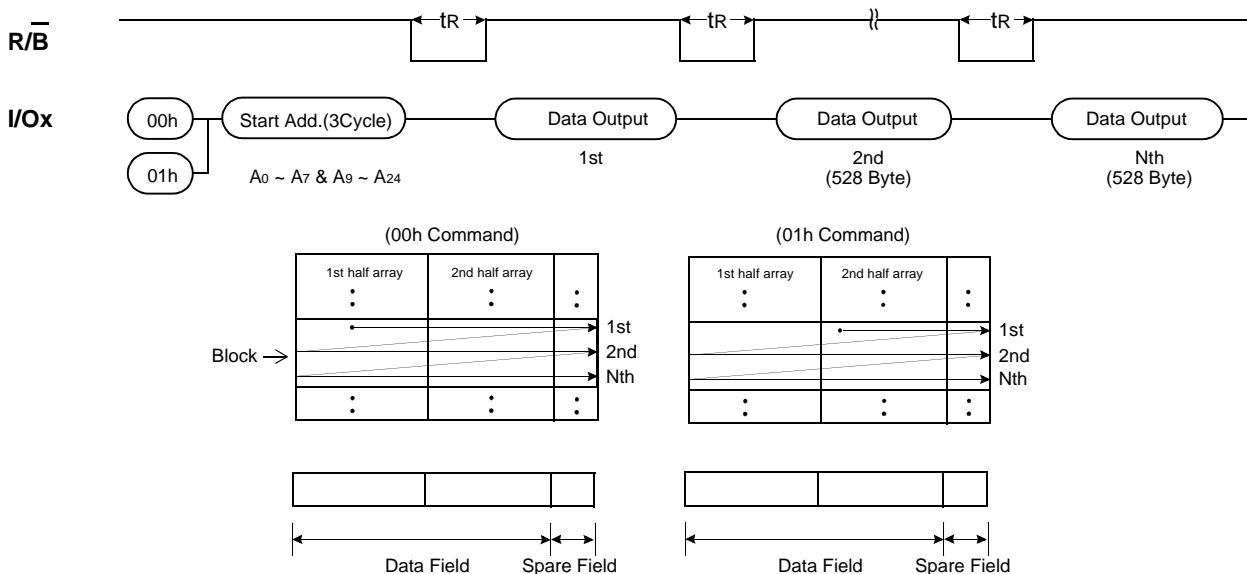 R/B
tR
tR
tR
I/Ox
00h
Start Add.(3Cycle)
Data Output
Data Output
Data Output
01h
A0 ~ A7 & A9 ~ A24
1st
2nd
(528 Byte)
Nth
(528 Byte)
(00h Command)
(01h Command)
1st half array
2nd half array
1st half array
2nd half array
Block
1st
2nd
Nth
1st
2nd
Nth
Data Field
Spare Field
Data Field
Spare Field